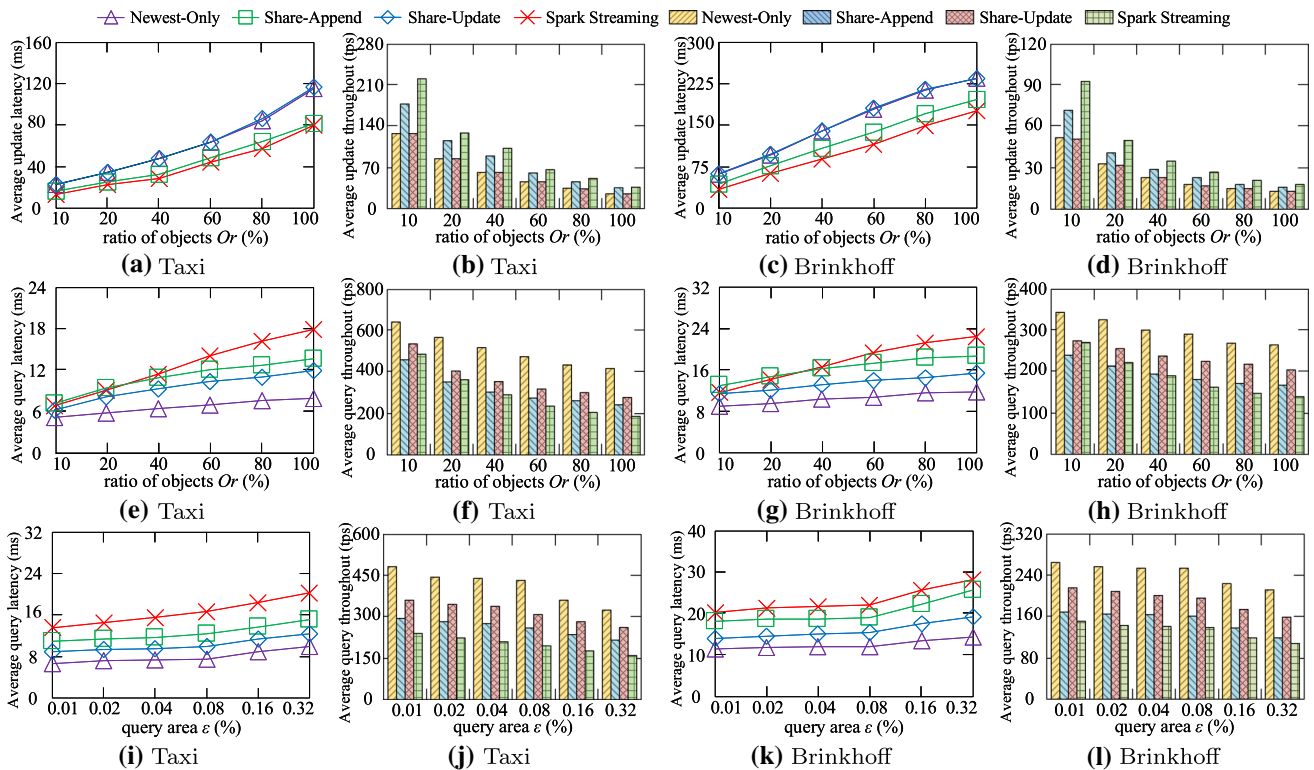 Newest-Only Share-Append Share-Update Spark Streaming Newest-Only Share-Append Share-Update Spark Streaming
Average update latency (ms)
160
120
80
40
0
10 20 40 60 80 100
ratio of objects Or (%)
(a) Taxi
Average update throughout (tps)
280
210
140
70
0
10 20 40 60 80 100
ratio of objects Or (%)
(b) Taxi
Average update latency (ms)
300
225
150
75
0
10 20 40 60 80 100
ratio of objects Or (%)
(c) Brinkhoff
Average update throughout (tps)
120
90
60
30
0
10 20 40 60 80 100
ratio of objects Or (%)
(d) Brinkhoff
Average query latency (ms)
24
18
12
6
0
10 20 40 60 80 100
ratio of objects Or (%)
(e) Taxi
Average query throughout (tps)
800
600
400
200
0
10 20 40 60 80 100
ratio of objects Or (%)
(f) Taxi
Average query latency (ms)
32
24
16
8
0
10 20 40 60 80 100
ratio of objects Or (%)
(g) Brinkhoff
Average query throughout (tps)
400
300
200
100
0
10 20 40 60 80 100
ratio of objects Or (%)
(h) Brinkhoff
Average query latency (ms)
32
24
16
8
0
0.01 0.02 0.04 0.08 0.16 0.32
query area ε (%)
(i) Taxi
Average query throughout (tps)
600
450
300
150
0
0.01 0.02 0.04 0.08 0.16 0.32
query area ε (%)
(j) Taxi
Average query latency (ms)
40
30
20
10
0
0.01 0.02 0.04 0.08 0.16 0.32
query area ε (%)
(k) Brinkhoff
Average query throughout (tps)
320
240
160
80
0
0.01 0.02 0.04 0.08 0.16 0.32
query area ε (%)
(l) Brinkhoff